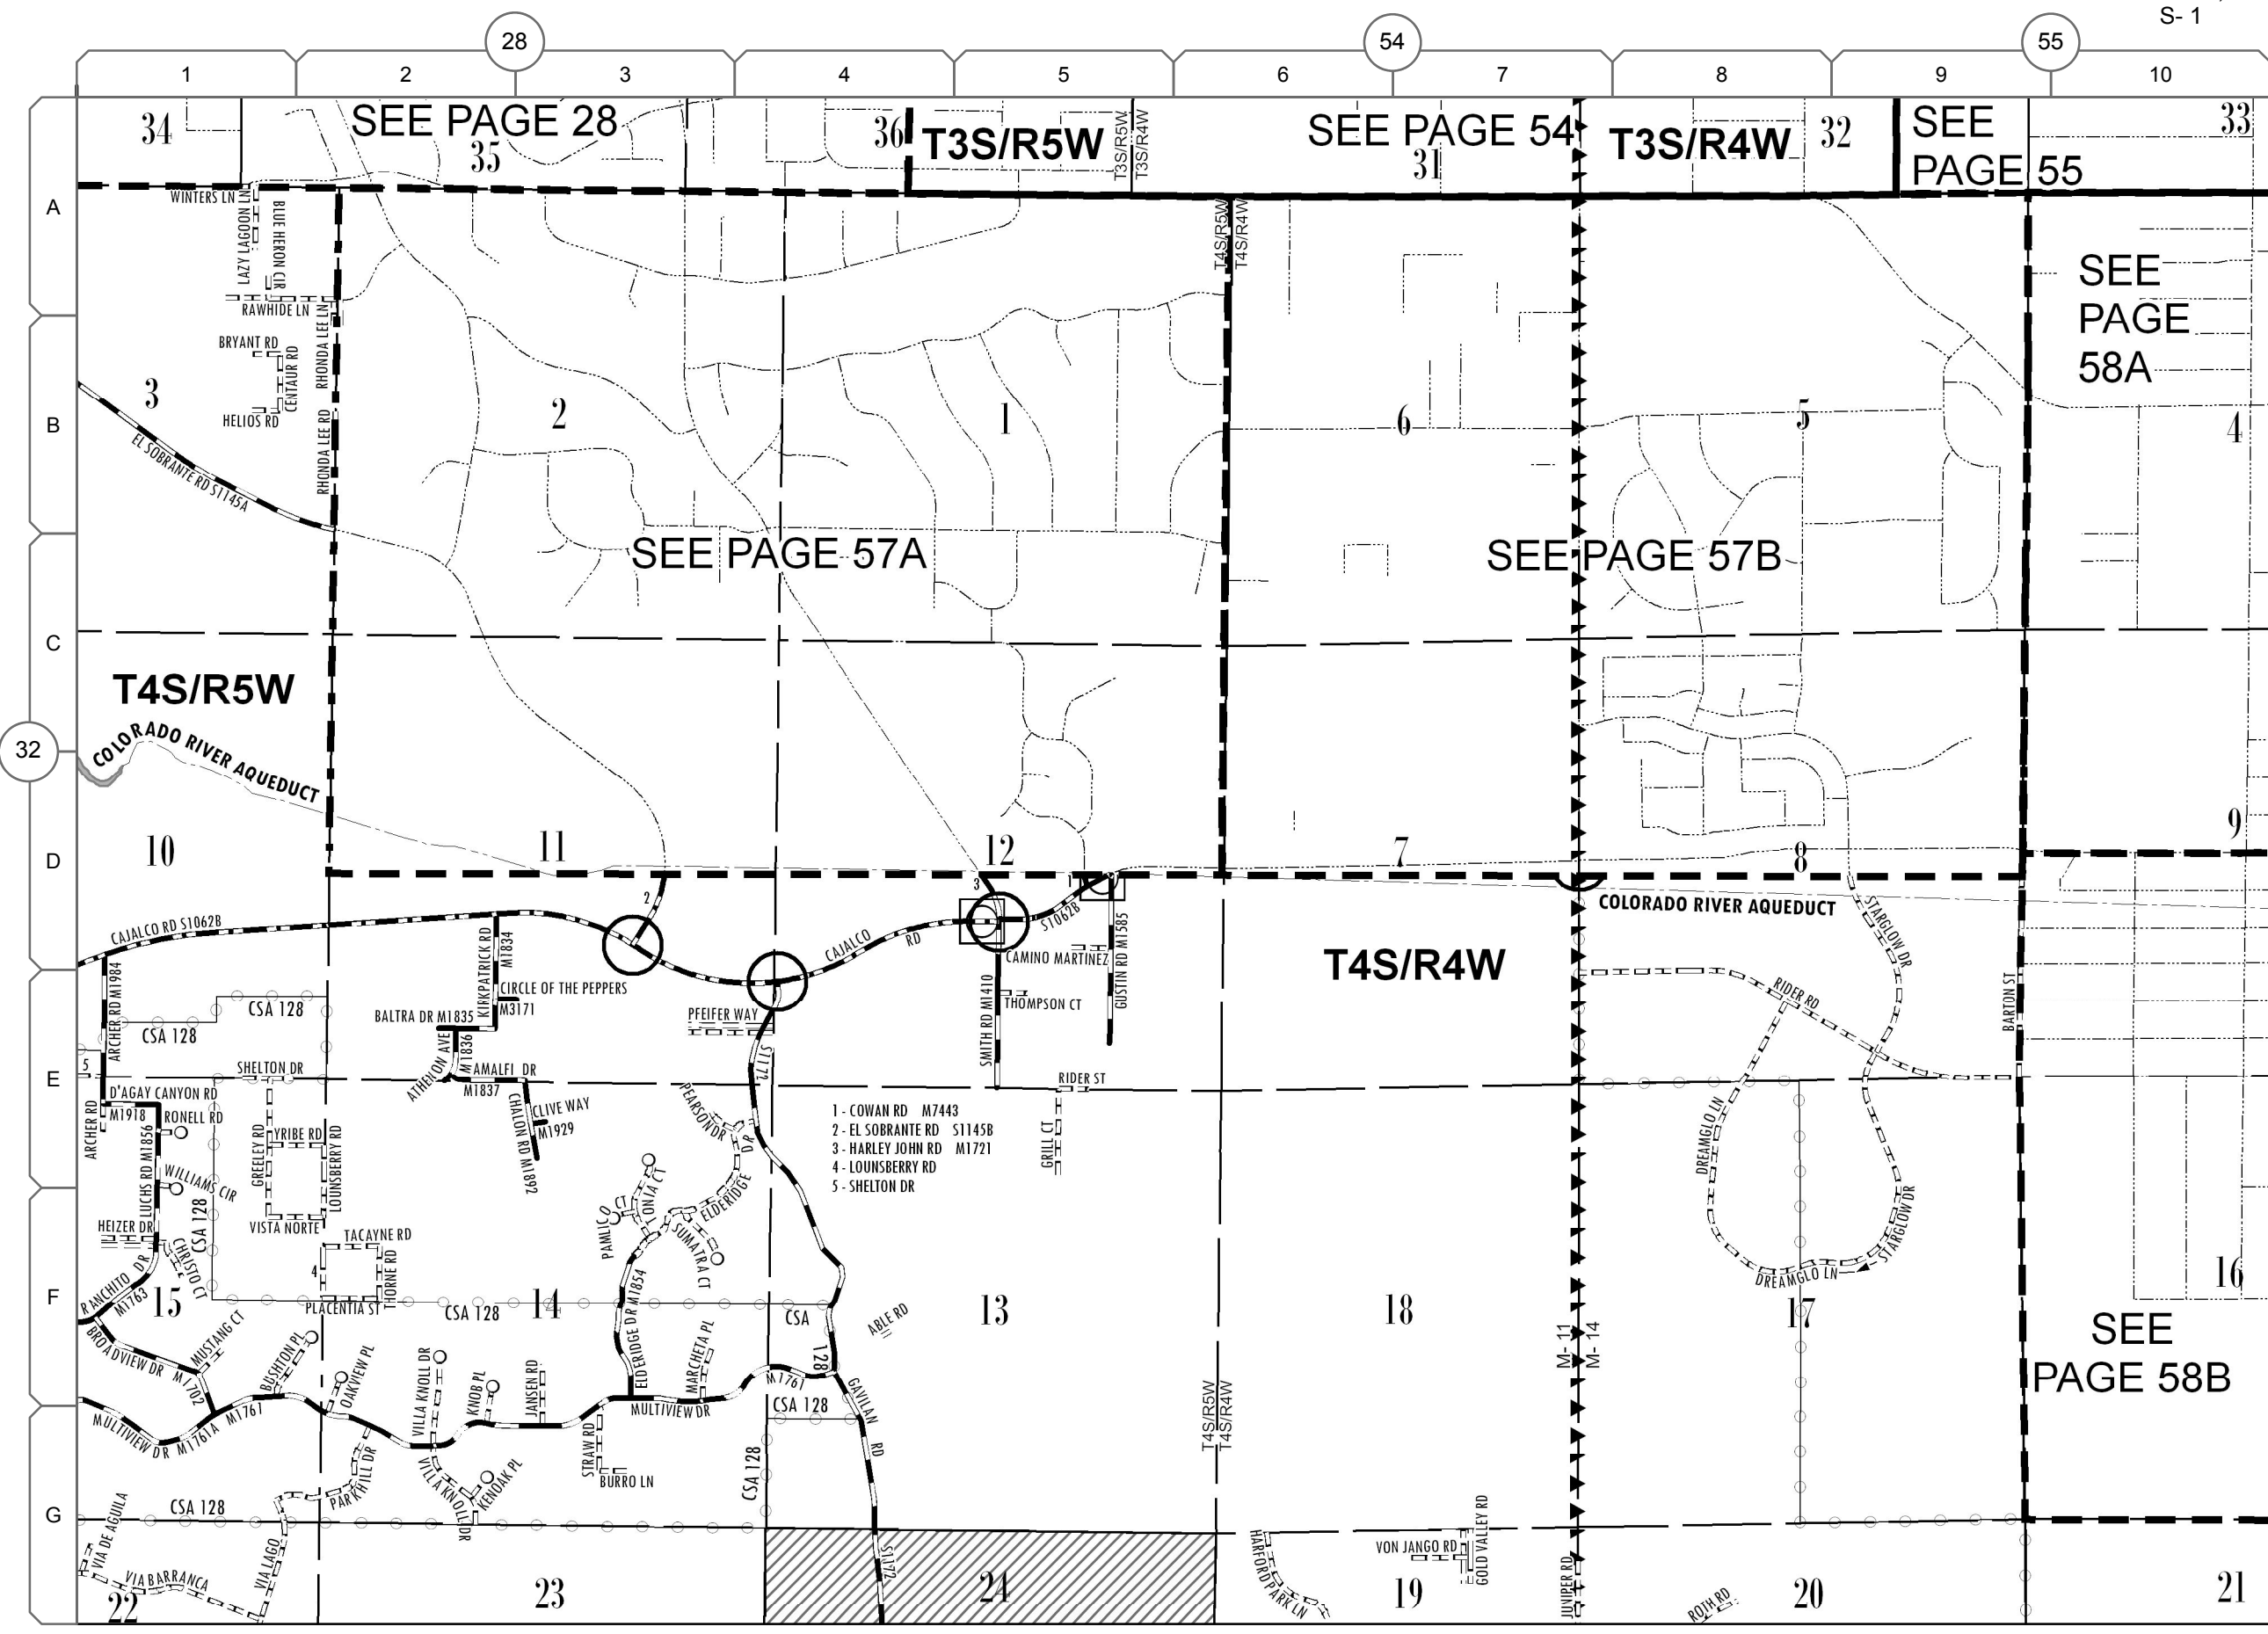 S- 1
28
54
55
1
2
3
4
5
6
7
8
9
10
34
SEE PAGE 28
35
36
T3S/R5W
T3S/R5W
T3S/R4W
SEE PAGE 54
31
T3S/R4W
32
SEE
PAGE 55
33
A
WINTERS LN
LAZY LAGOON LN
BLUE HERON CIR
RAWHIDE LN
T4S/R5W
T4S/R4W
SEE
PAGE
58A
B
BRYANT RD
CENTAUR RD
HELIOS RD
RHONDA LEE LN
RHONDA LEE RD
3
2
1
6
5
4
EL SOBRANTE RD S1145A
SEE PAGE 57A
SEE PAGE 57B
C
T4S/R5W
32
COLORADO RIVER AQUEDUCT
D
10
11
12
7
8
9
2
3
1
CAJALCO RD S1062B
CAJALCO RD
S1062B
COLORADO RIVER AQUEDUCT
T4S/R4W
STARGLOW DR
KIRKPATRICK RD
M1834
CAMINO MARTINEZ
GUSTIN RD M1585
ARCHER RD M1984
CSA 128
CSA 128
CIRCLE OF THE PEPPERS
M3171
BALTRA DR M1835
PFEIFER WAY
THOMPSON CT
SMITH RD M1410
RIDER RD
BARTON ST
E
5
SHELTON DR
ATHENON AVE
M1836
AMALFI DR
M1837
S1172
RIDER ST
D'AGAY CANYON RD
M1918
RONELL RD
ARCHER RD
LUCHS RD M1856
WILLIAMS CIR
GREELEY RD
YRIBE RD
LOUNSBERRY RD
CHALON RD M1892
CLIVE WAY
M1929
PEARSON DR
1 - COWAN RD M7443
2 - EL SOBRANTE RD S1145B
3 - HARLEY JOHN RD M1721
4 - LOUNSBERRY RD
5 - SHELTON DR
GRILL CT
DREAMGLO LN
STARGLOW DR
DREAMGLO LN
F
HEIZER DR
CHRISTO CT
CSA 128
VISTA NORTE
TACAYNE RD
4
THORNE RD
PLACENTIA ST
PAMLICO CT
LONIA CT
ELDERIDGE DR
SUMATRA CT
RANCHITO DR
M1763
15
CSA 128
14
ELDERIDGE DR M1854
CSA 128
ABLE RD
13
18
17
16
M- 11
M- 14
SEE
PAGE 58B
BROADVIEW DR M1702
MUSTANG CT
BUSHTON PL
OAKVIEW PL
VILLA KNOLL DR
KNOB PL
JANSEN RD
MARCHETA PL
M1761
GAVILAN RD
T4S/R5W
T4S/R4W
MULTIVIEW DR M1761A
M1761
MULTIVIEW DR
CSA 128
G
PARKHILL DR
VILLA KNOLL DR
KENOAK PL
STRAW RD
BURRO LN
CSA 128
CSA 128
VIA DE AGUILA
VIA BARRANCA
VIA LAGO
22
23
24
S1172
HARFORD PARK LN
VON JANGO RD
GOLD VALLEY RD
19
JUNIPER RD
ROTH RD
20
21